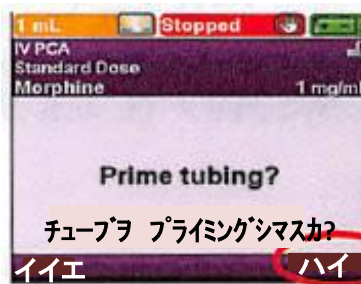 1 mL Stopped
IV PCA
Standard Dose
Morphine 1 mg/ml
Prime tubing?
チューブヲ プライミングシマスカ?
イイエ ハイ